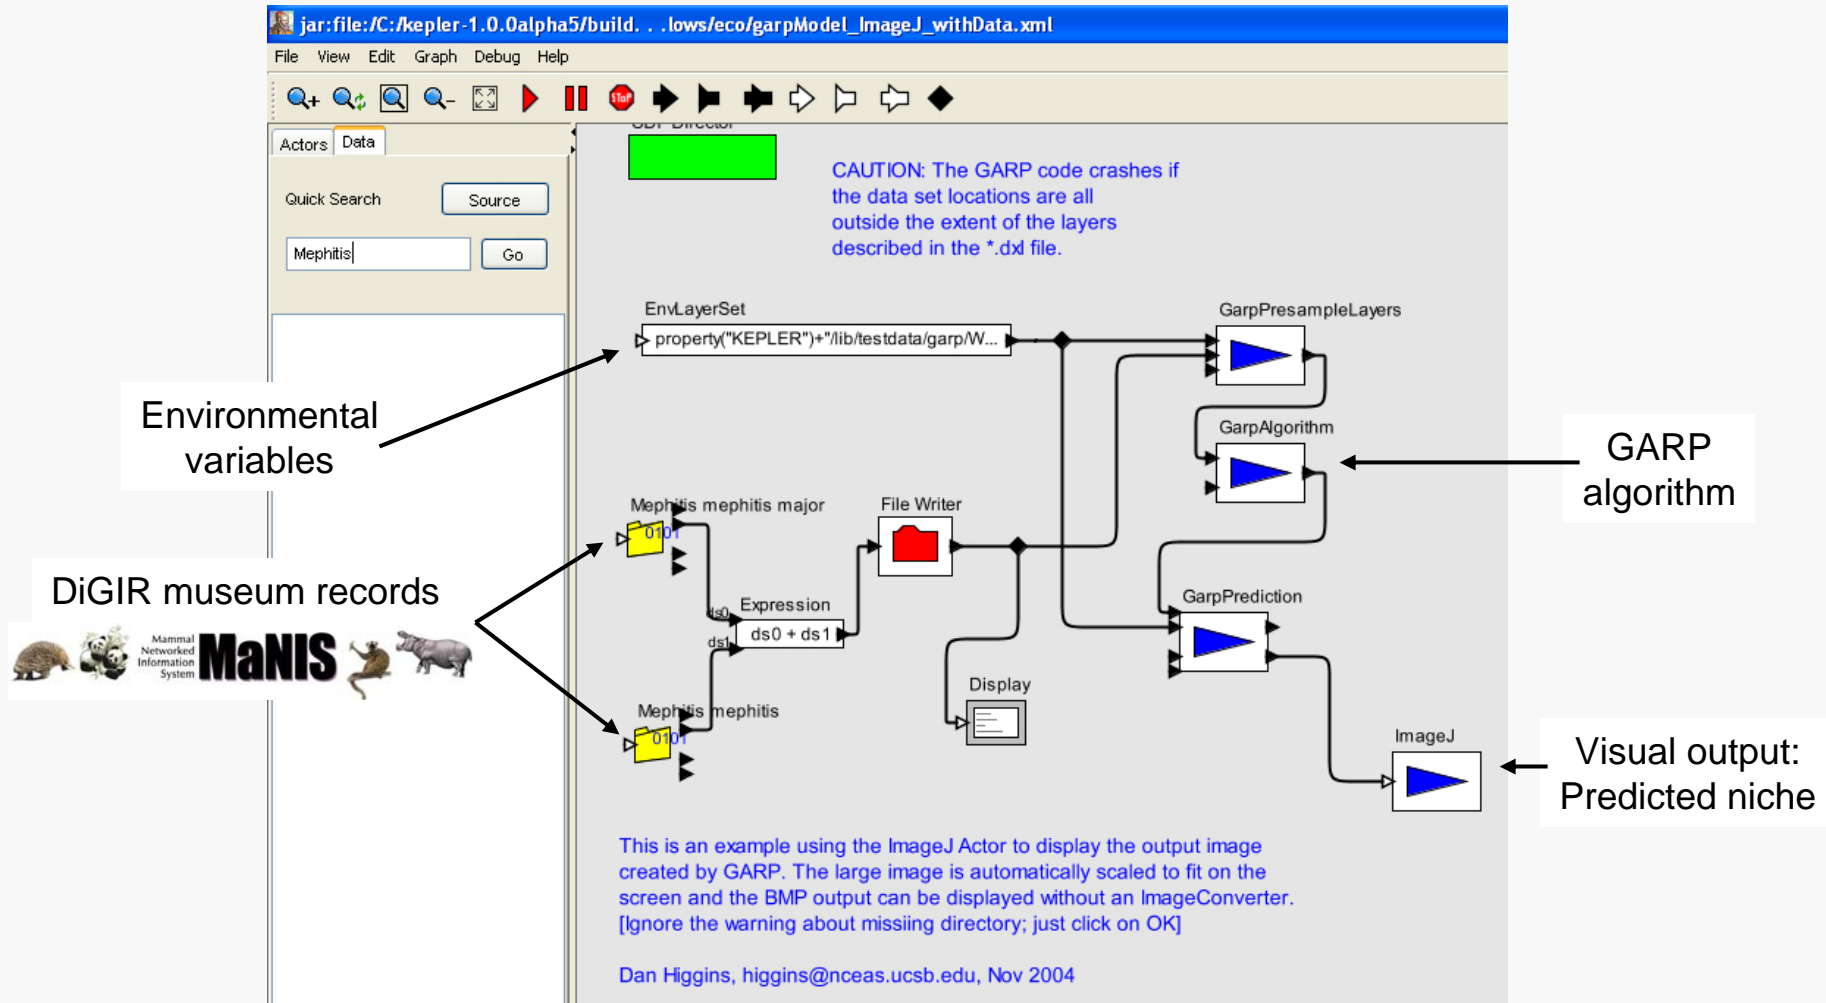 jar:file:/C:/kepler-1.0.0alpha5/build. . .lows/eco/garpModel_ImageJ_withData.xml
File View Edit Graph Debug Help
STOP
Actors Data
SDF Director
Quick Search Source
Mephitis Go
CAUTION: The GARP code crashes if
the data set locations are all
outside the extent of the layers
described in the *.dxl file.
EnvLayerSet
property("KEPLER")+"/lib/testdata/garp/W...
GarpPresampleLayers
Environmental
variables
GarpAlgorithm
GARP
algorithm
Mephitis mephitis major
0101
File Writer
DiGIR museum records
Mammal
Networked
Information
System
MaNIS
ds0
Expression
ds0 + ds1
ds1
GarpPrediction
Mephitis mephitis
0101
Display
ImageJ
Visual output:
Predicted niche
This is an example using the ImageJ Actor to display the output image
created by GARP. The large image is automatically scaled to fit on the
screen and the BMP output can be displayed without an ImageConverter.
[Ignore the warning about missiing directory; just click on OK]
Dan Higgins, higgins@nceas.ucsb.edu, Nov 2004